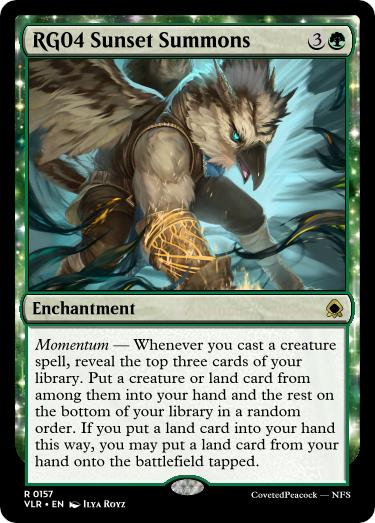 RG04 Sunset Summons 3
Enchantment
Momentum — Whenever you cast a creature
spell, reveal the top three cards of your
library. Put a creature or land card from
among them into your hand and the rest on
the bottom of your library in a random
order. If you put a land card into your hand
this way, you may put a land card from your
hand onto the battlefield tapped.
R 0157
VLR • EN Ilya Royz
CovetedPeacock — NFS